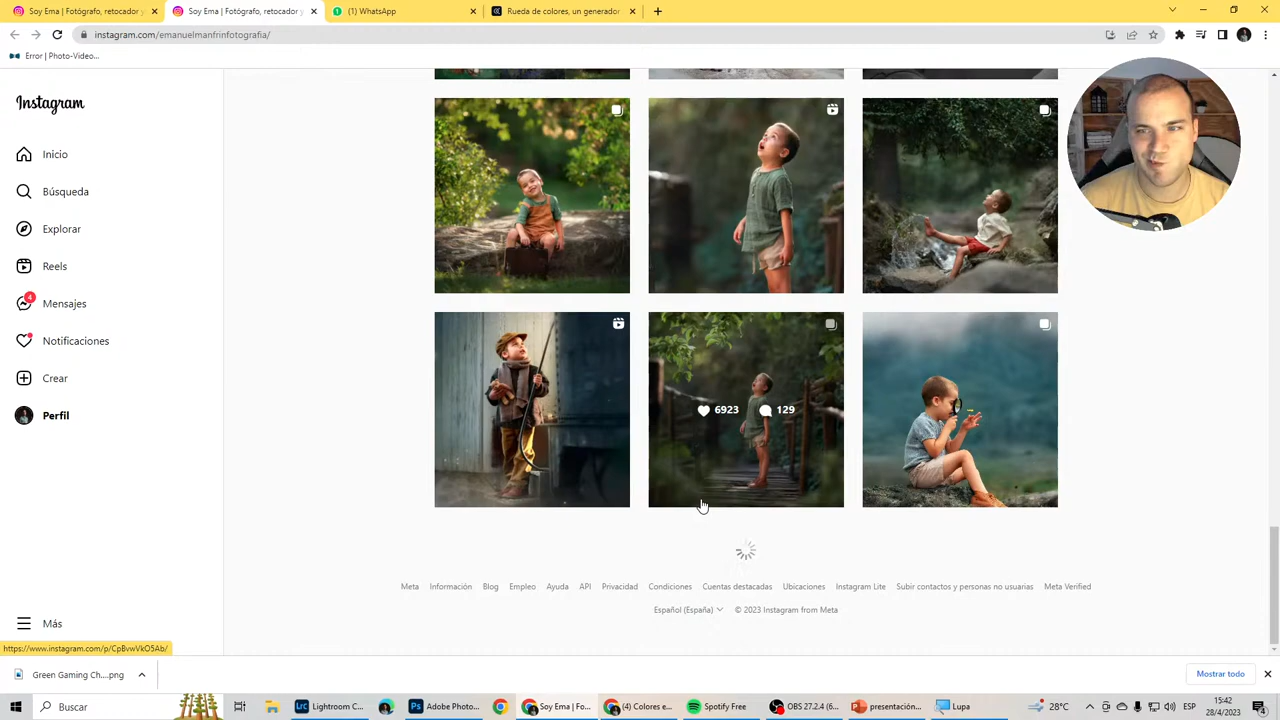 Soy Ema | Fotógrafo, retocador y
Soy Ema | Fotógrafo, retocador y
(1) WhatsApp
Rueda de colores, un generador
instagram.com/emanuelmanfrinfotografia/
Error | Photo-Video...
Instagram
Inicio
Búsqueda
Explorar
Reels
4
Mensajes
Notificaciones
Crear
Perfil
Más
6923
129
Meta
Información
Blog
Empleo
Ayuda
API
Privacidad
Condiciones
Cuentas destacadas
Ubicaciones
Instagram Lite
Subir contactos y personas no usuarias
Meta Verified
Español (España)
© 2023 Instagram from Meta
https://www.instagram.com/p/CpBvwVkO5Ab/
Green Gaming Ch....png
Mostrar todo
Buscar
Lightroom C...
Adobe Photo...
Soy Ema | Fo...
(4) Colores e...
Spotify Free
OBS 27.2.4 (6...
presentación...
Lupa
28°C
ESP
15:42
28/4/2023
4